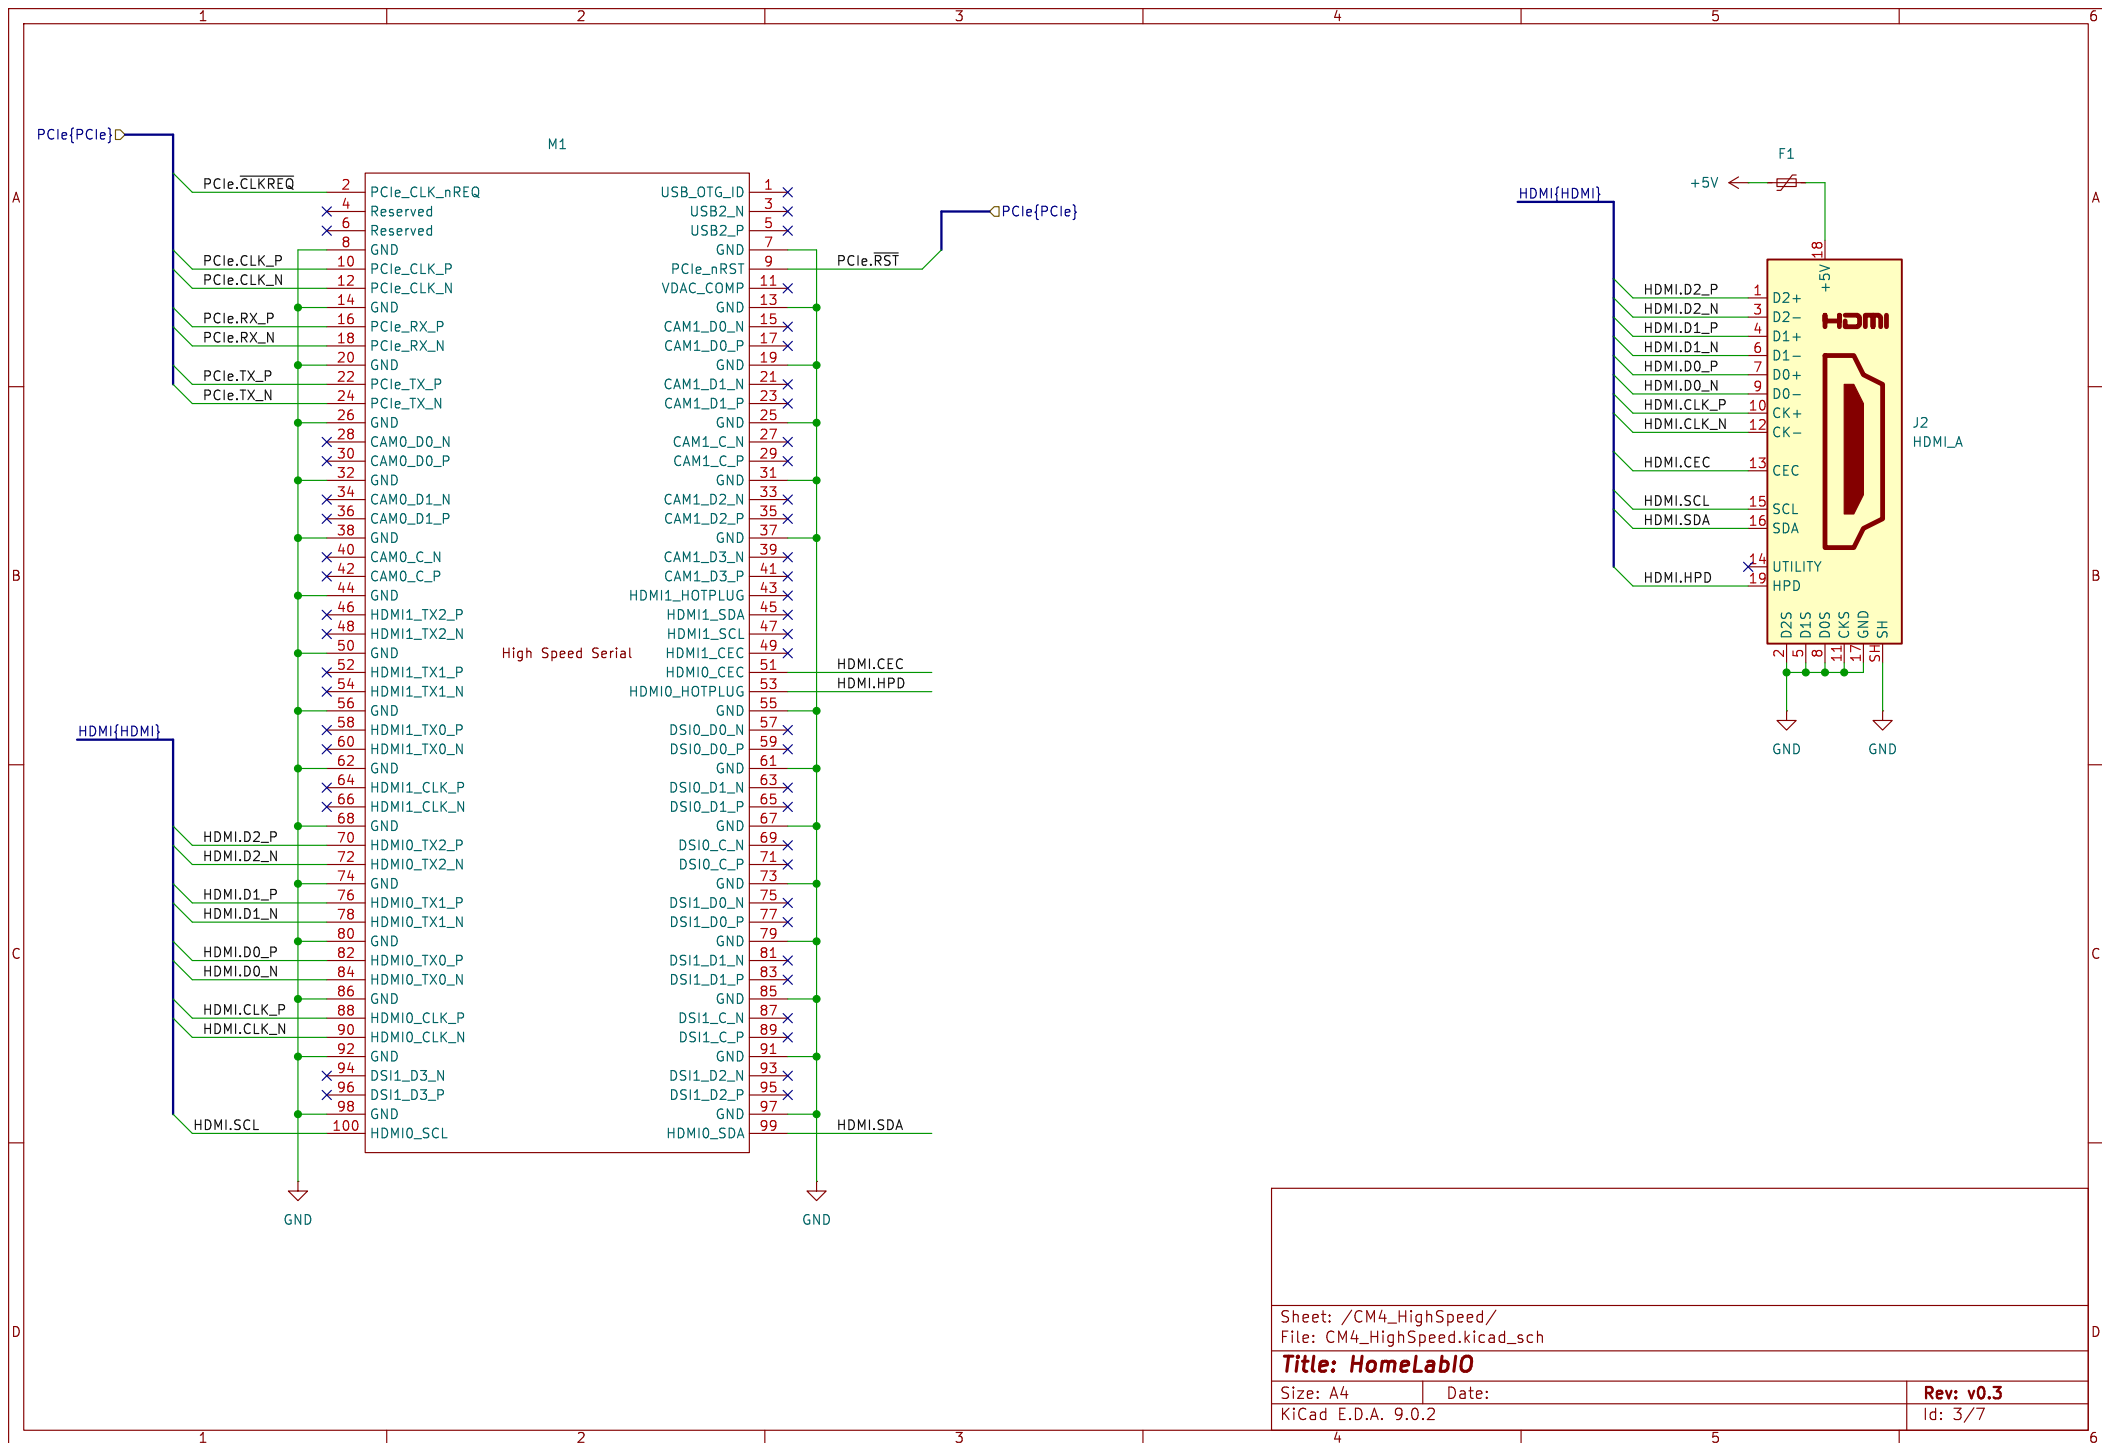 1 2 3 4 5 6
A
B
C
D
PCIe{PCIe}
M1
PCIe.CLKREQ 2 PCIe_CLK_nREQ USB_OTG_ID 1
4 Reserved USB2_N 3
PCIe{PCIe}
6 Reserved USB2_P 5
8 GND GND 7
PCIe.CLK_P 10 PCIe_CLK_P PCIe_nRST 9 PCIe.RST
PCIe.CLK_N 12 PCIe_CLK_N VDAC_COMP 11
14 GND GND 13
PCIe.RX_P 16 PCIe_RX_P CAM1_D0_N 15
PCIe.RX_N 18 PCIe_RX_N CAM1_D0_P 17
20 GND GND 19
PCIe.TX_P 22 PCIe_TX_P CAM1_D1_N 21
PCIe.TX_N 24 PCIe_TX_N CAM1_D1_P 23
26 GND GND 25
28 CAM0_D0_N CAM1_C_N 27
30 CAM0_D0_P CAM1_C_P 29
32 GND GND 31
34 CAM0_D1_N CAM1_D2_N 33
36 CAM0_D1_P CAM1_D2_P 35
38 GND GND 37
40 CAM0_C_N CAM1_D3_N 39
42 CAM0_C_P CAM1_D3_P 41
44 GND HDMI1_HOTPLUG 43
46 HDMI1_TX2_P HDMI1_SDA 45
48 HDMI1_TX2_N HDMI1_SCL 47
50 GND High Speed Serial HDMI1_CEC 49
52 HDMI1_TX1_P HDMI0_CEC 51 HDMI.CEC
54 HDMI1_TX1_N HDMI0_HOTPLUG 53 HDMI.HPD
56 GND GND 55
HDMI{HDMI}
58 HDMI1_TX0_P DSI0_D0_N 57
60 HDMI1_TX0_N DSI0_D0_P 59
62 GND GND 61
64 HDMI1_CLK_P DSI0_D1_N 63
66 HDMI1_CLK_N DSI0_D1_P 65
68 GND GND 67
HDMI.D2_P 70 HDMI0_TX2_P DSI0_C_N 69
HDMI.D2_N 72 HDMI0_TX2_N DSI0_C_P 71
74 GND GND 73
HDMI.D1_P 76 HDMI0_TX1_P DSI1_D0_N 75
HDMI.D1_N 78 HDMI0_TX1_N DSI1_D0_P 77
80 GND GND 79
HDMI.D0_P 82 HDMI0_TX0_P DSI1_D1_N 81
HDMI.D0_N 84 HDMI0_TX0_N DSI1_D1_P 83
86 GND GND 85
HDMI.CLK_P 88 HDMI0_CLK_P DSI1_C_N 87
HDMI.CLK_N 90 HDMI0_CLK_N DSI1_C_P 89
92 GND GND 91
94 DSI1_D3_N DSI1_D2_N 93
96 DSI1_D3_P DSI1_D2_P 95
98 GND GND 97
HDMI.SCL 100 HDMI0_SCL HDMI0_SDA 99 HDMI.SDA
GND GND
F1
+5V
HDMI{HDMI}
18
+5V
HDMI.D2_P 1 D2+
HDMI.D2_N 3 D2-
HDMI
HDMI.D1_P 4 D1+
HDMI.D1_N 6 D1-
HDMI.D0_P 7 D0+
HDMI.D0_N 9 D0-
HDMI.CLK_P 10 CK+
HDMI.CLK_N 12 CK-
J2
HDMI_A
HDMI.CEC 13 CEC
HDMI.SCL 15 SCL
HDMI.SDA 16 SDA
14 UTILITY
HDMI.HPD 19 HPD
D2S D1S D0S CKS GND SH
2 5 8 11 17 SH
GND GND
Sheet: /CM4_HighSpeed/
File: CM4_HighSpeed.kicad_sch
Title: HomeLabIO
Size: A4 Date: Rev: v0.3
KiCad E.D.A. 9.0.2 Id: 3/7
A
B
C
D
1 2 3 4 5 6